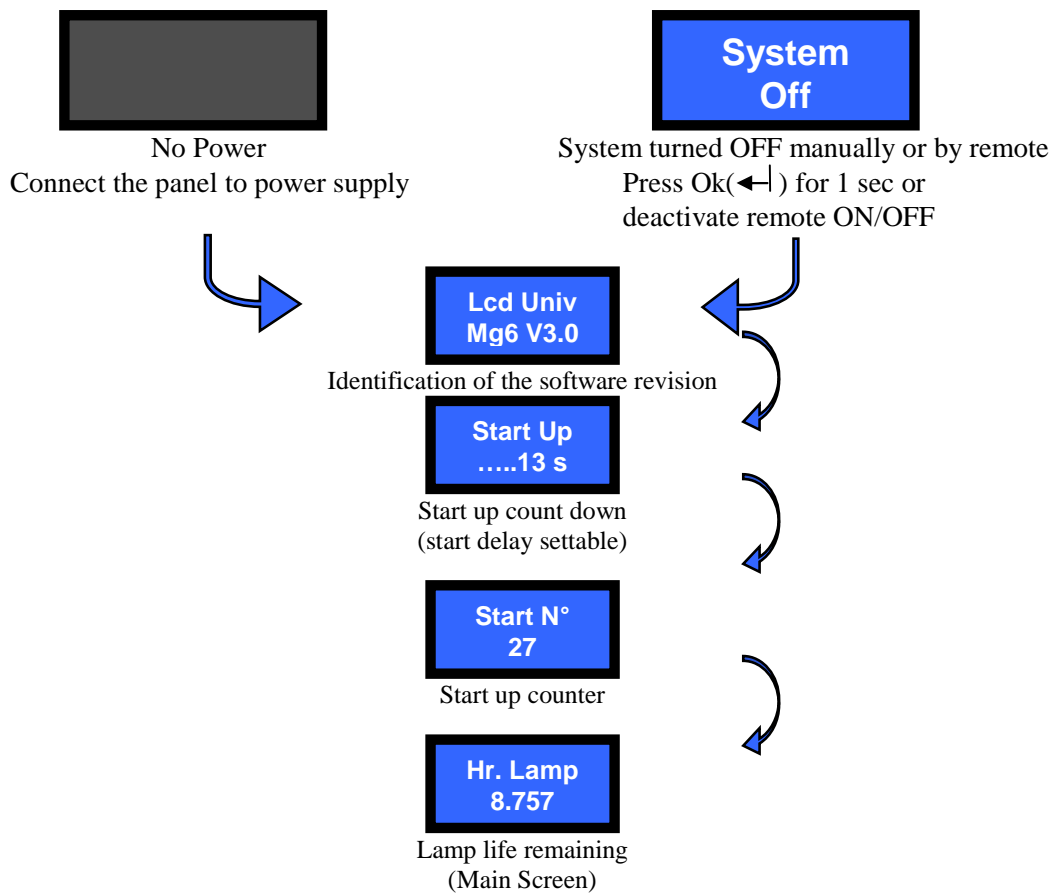 System
Off
No Power
Connect the panel to power supply
System turned OFF manually or by remote
Press Ok(↵) for 1 sec or
deactivate remote ON/OFF
Lcd Univ
Mg6 V3.0
Identification of the software revision
Start Up
…..13 s
Start up count down
(start delay settable)
Start N°
27
Start up counter
Hr. Lamp
8.757
Lamp life remaining
(Main Screen)